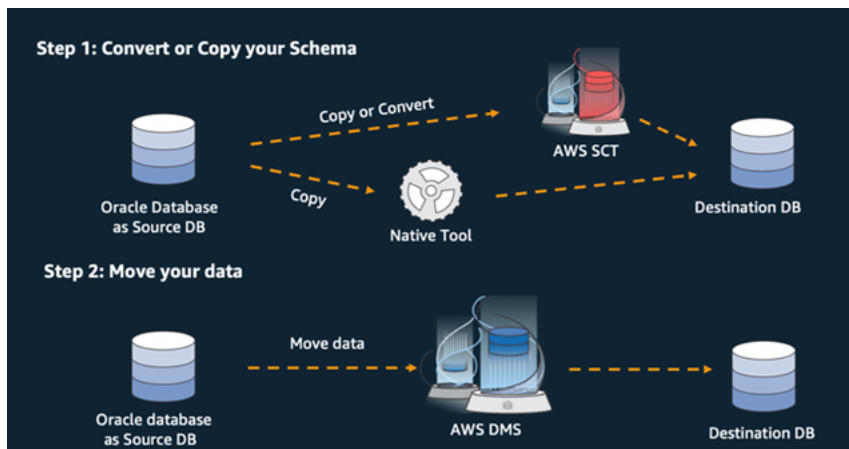 Step 1: Convert or Copy your Schema
Copy or Convert
AWS SCT
Oracle Database
as Source DB
Copy
Native Tool
Destination DB
Step 2: Move your data
Move data
Oracle database
as Source DB
AWS DMS
Destination DB